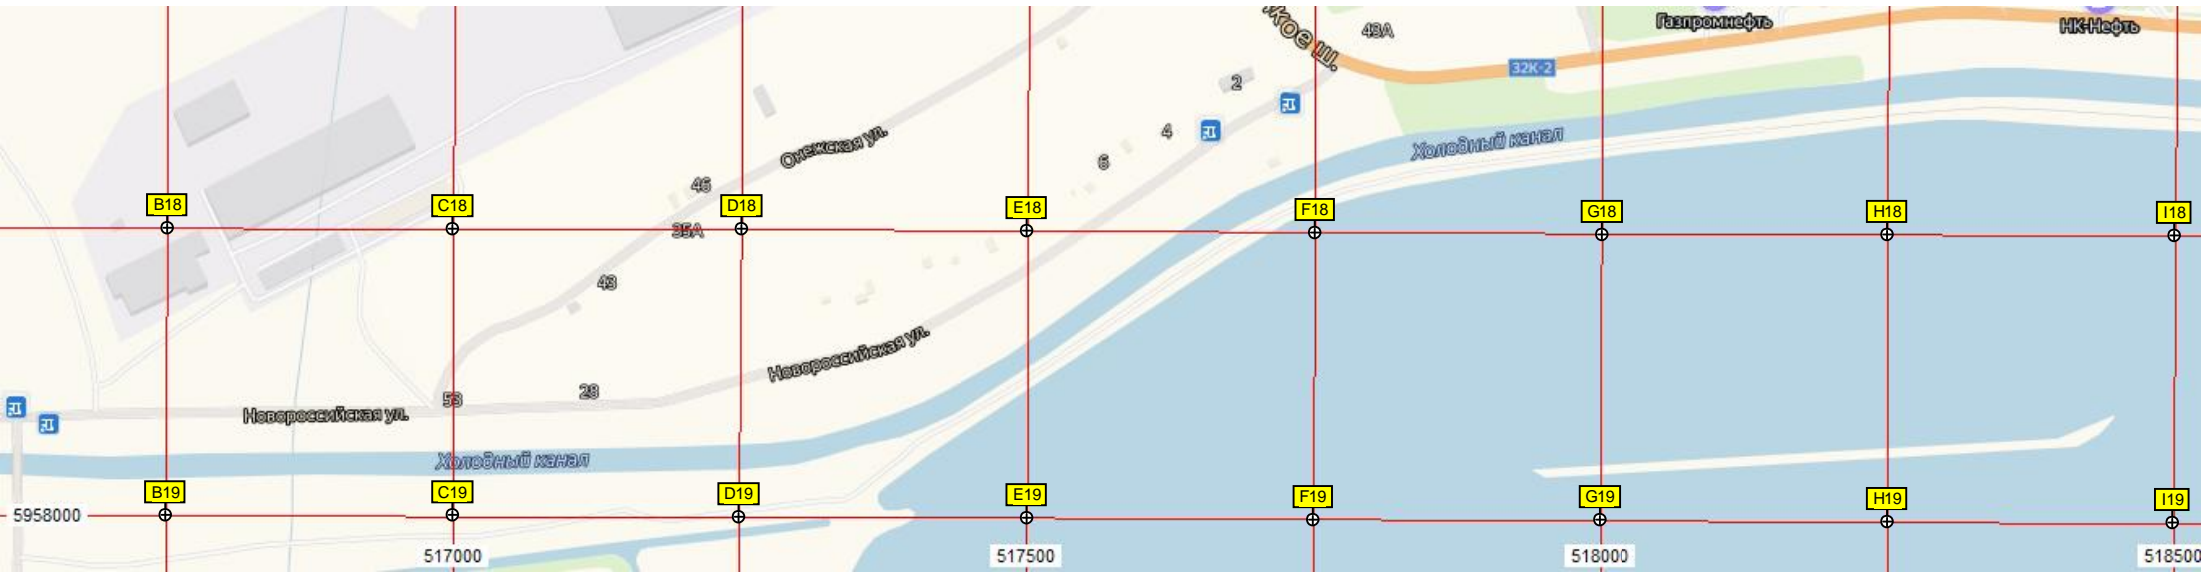 Газпромнефть
НК-Нефть
43А
кое ш.
32К-2
2
4
6
Онежская ул.
Холодный канал
46
B18
C18
D18
E18
F18
G18
H18
I18
35А
43
Новороссийская ул.
28
53
Новороссийская ул.
Холодный канал
B19
C19
D19
E19
F19
G19
H19
I19
5958000
517000
517500
518000
518500